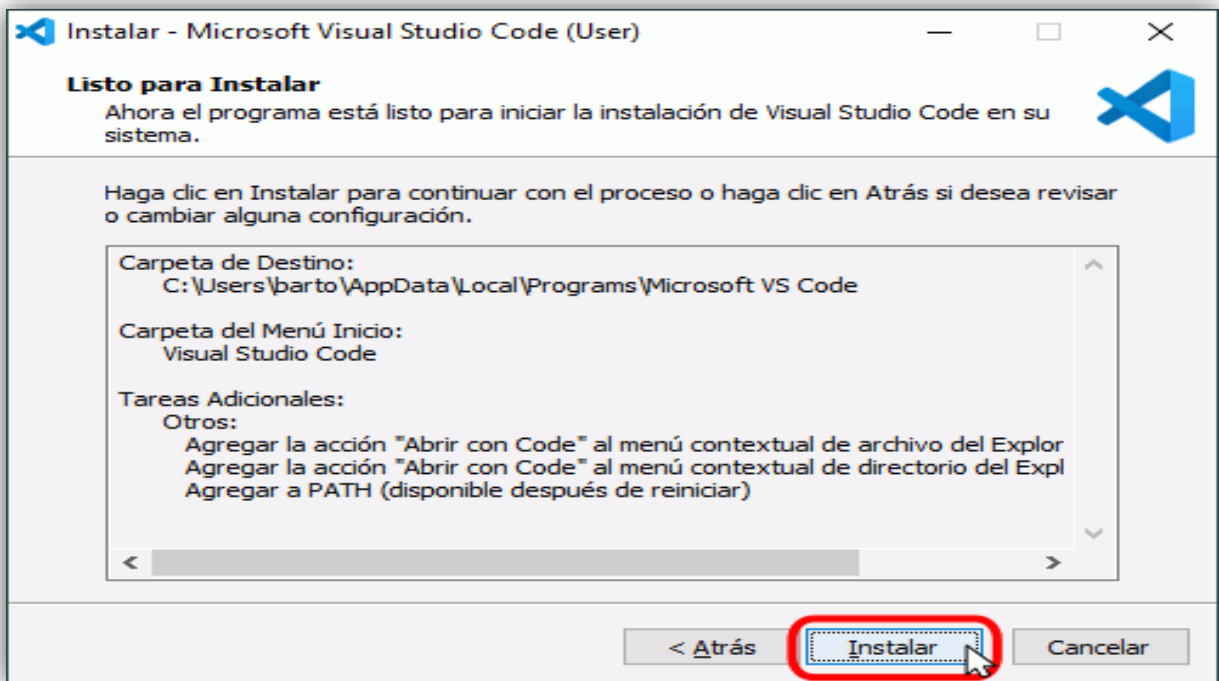 Instalar - Microsoft Visual Studio Code (User)
Listo para Instalar
Ahora el programa está listo para iniciar la instalación de Visual Studio Code en su
sistema.
Haga clic en Instalar para continuar con el proceso o haga clic en Atrás si desea revisar
o cambiar alguna configuración.
Carpeta de Destino:
C:\Users\barto\AppData\Local\Programs\Microsoft VS Code
Carpeta del Menú Inicio:
Visual Studio Code
Tareas Adicionales:
Otros:
Agregar la acción "Abrir con Code" al menú contextual de archivo del Explor
Agregar la acción "Abrir con Code" al menú contextual de directorio del Expl
Agregar a PATH (disponible después de reiniciar)
< Atrás Instalar Cancelar